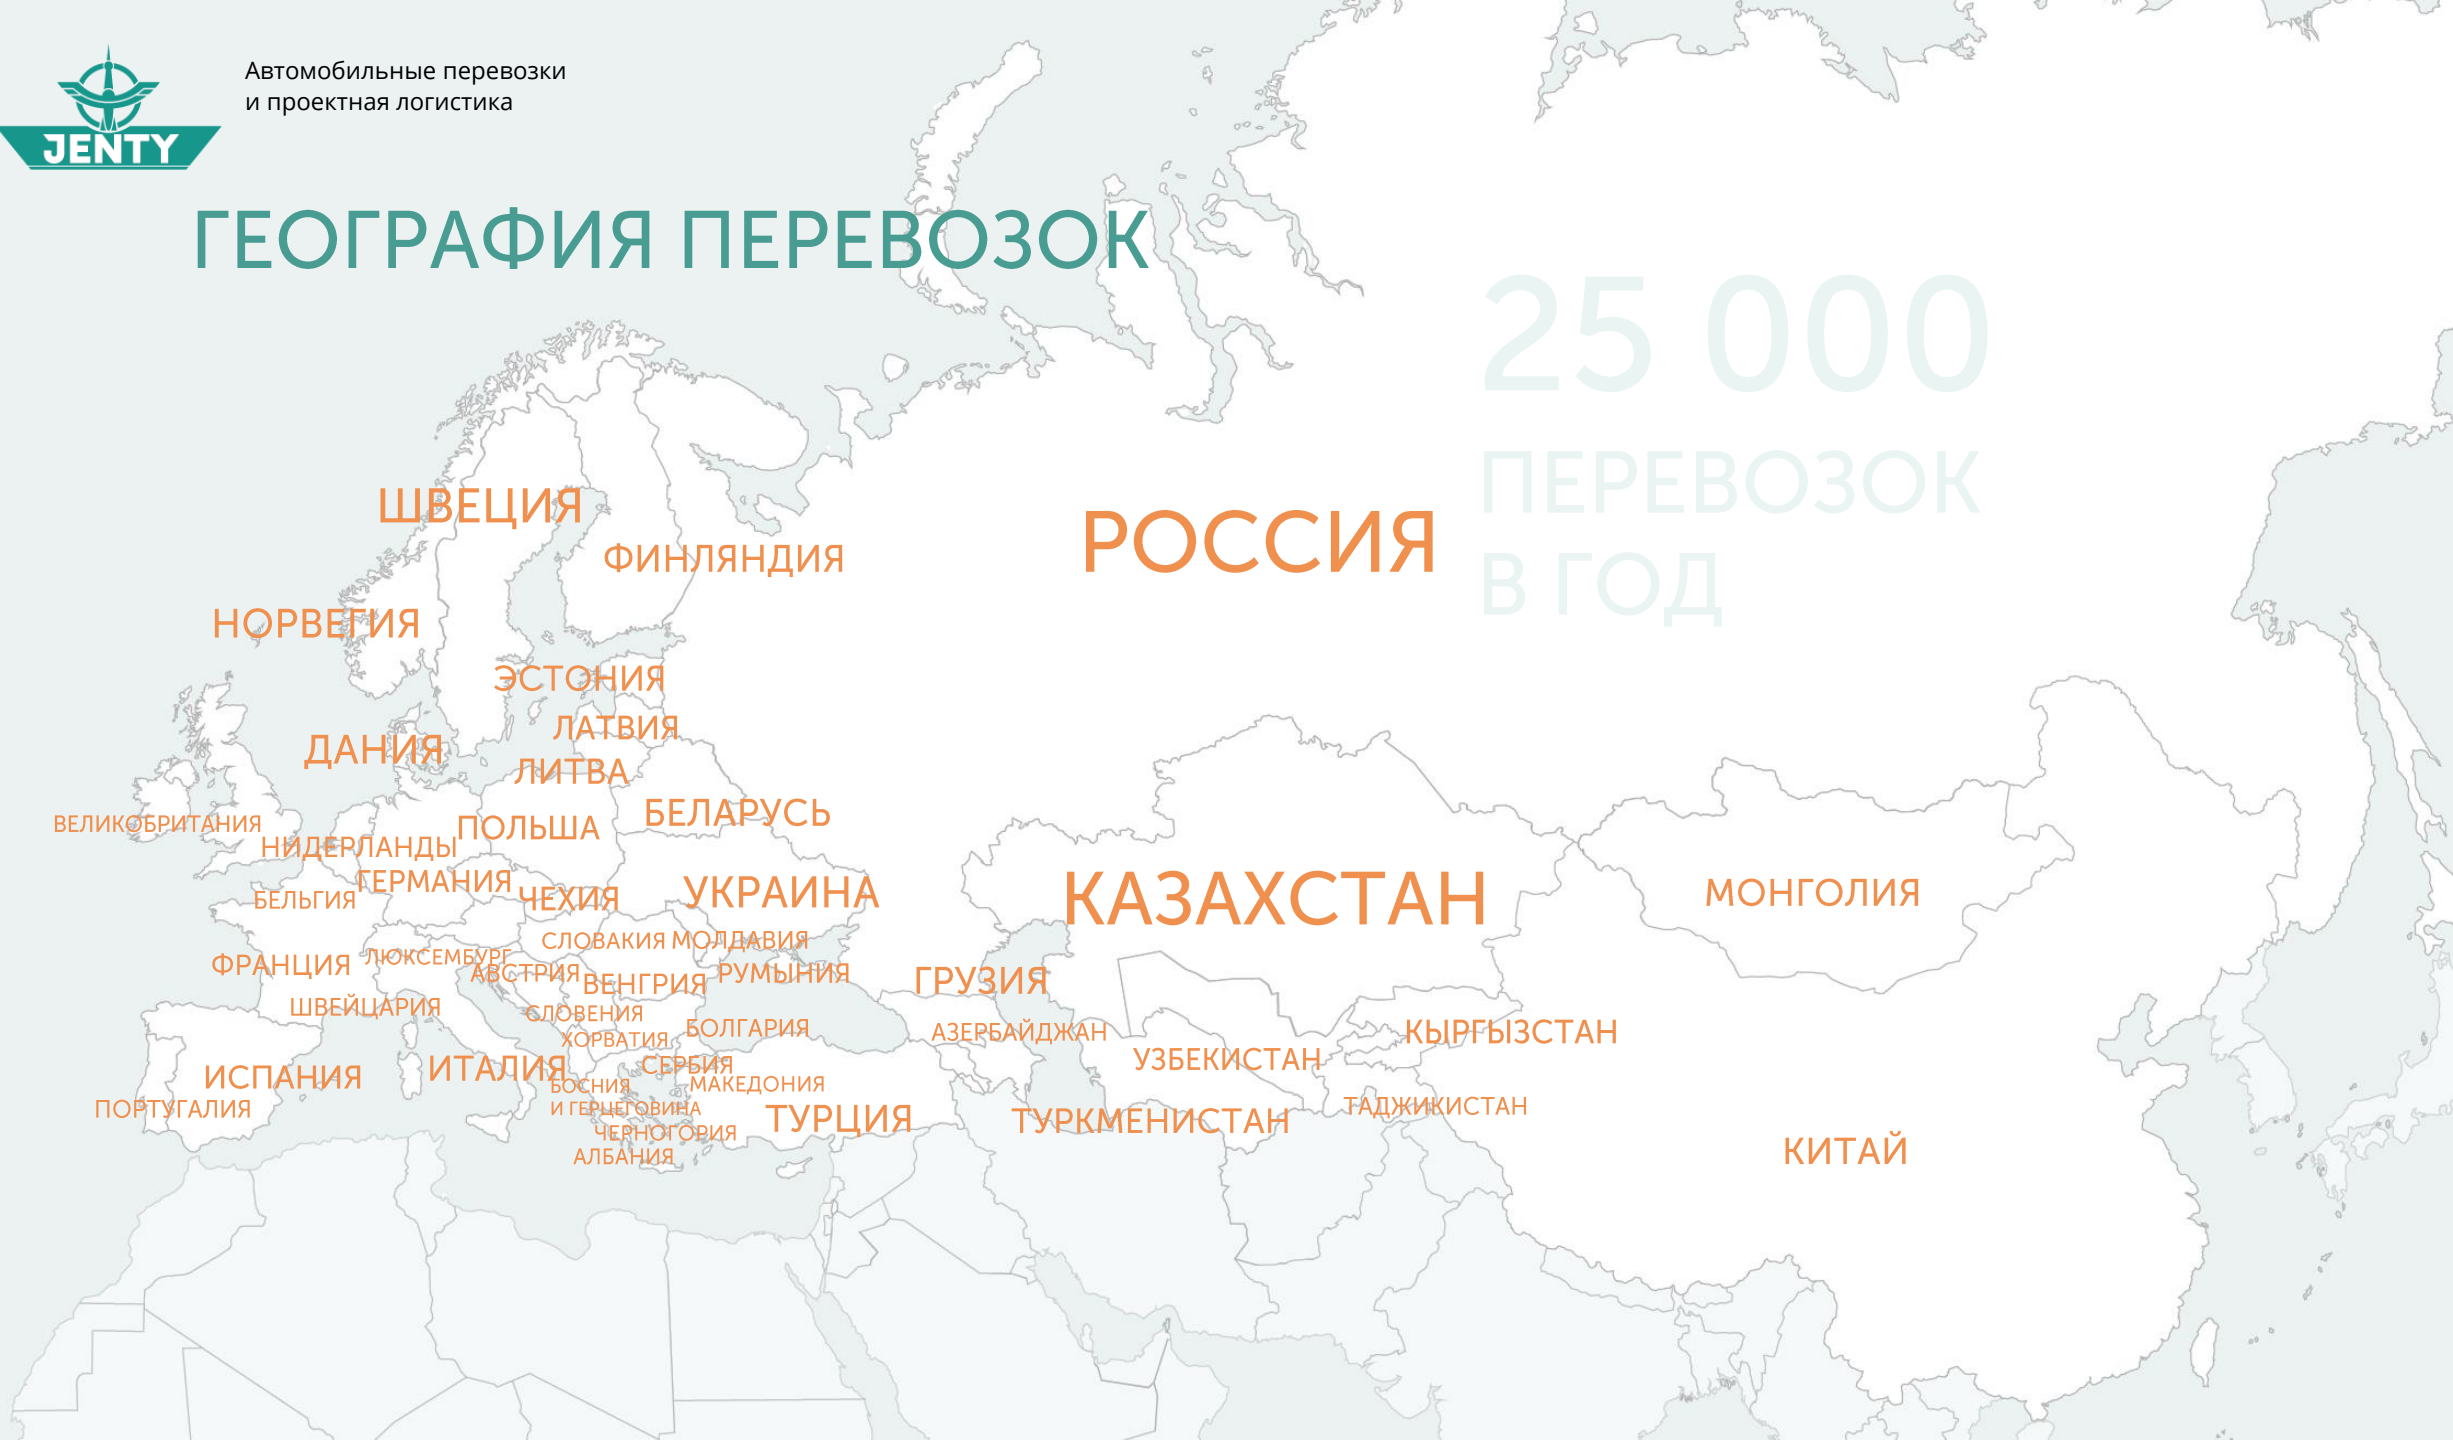 Автомобильные перевозки
и проектная логистика
JENTY
ГЕОГРАФИЯ ПЕРЕВОЗОК
25 000
ПЕРЕВОЗОК
В ГОД
ШВЕЦИЯ
РОССИЯ
ФИНЛЯНДИЯ
НОРВЕГИЯ
ЭСТОНИЯ
ЛАТВИЯ
ДАНИЯ
ЛИТВА
БЕЛАРУСЬ
ВЕЛИКОБРИТАНИЯ
ПОЛЬША
НИДЕРЛАНДЫ
ГЕРМАНИЯ
БЕЛЬГИЯ
ЧЕХИЯ
УКРАИНА
КАЗАХСТАН
МОНГОЛИЯ
СЛОВАКИЯ
МОЛДАВИЯ
ФРАНЦИЯ
ЛЮКСЕМБУРГ
АВСТРИЯ
ВЕНГРИЯ
РУМЫНИЯ
ГРУЗИЯ
ШВЕЙЦАРИЯ
СЛОВЕНИЯ
ХОРВАТИЯ
БОЛГАРИЯ
АЗЕРБАЙДЖАН
КЫРГЫЗСТАН
УЗБЕКИСТАН
ИСПАНИЯ
ИТАЛИЯ
СЕРБИЯ
БОСНИЯ
И ГЕРЦЕГОВИНА
МАКЕДОНИЯ
ПОРТУГАЛИЯ
ТУРЦИЯ
ТУРКМЕНИСТАН
ТАДЖИКИСТАН
ЧЕРНОГОРИЯ
АЛБАНИЯ
КИТАЙ